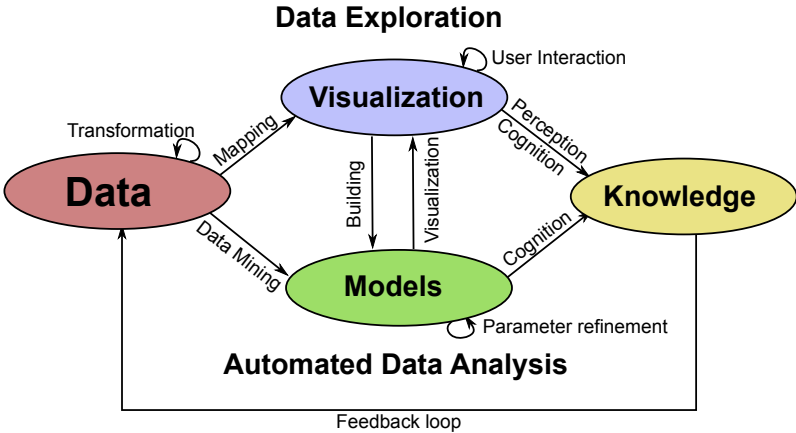 Data Exploration
User Interaction
Visualization
Transformation
Mapping
Perception
Cognition
Data
Building
Visualization
Knowledge
Data Mining
Cognition
Models
Parameter refinement
Automated Data Analysis
Feedback loop